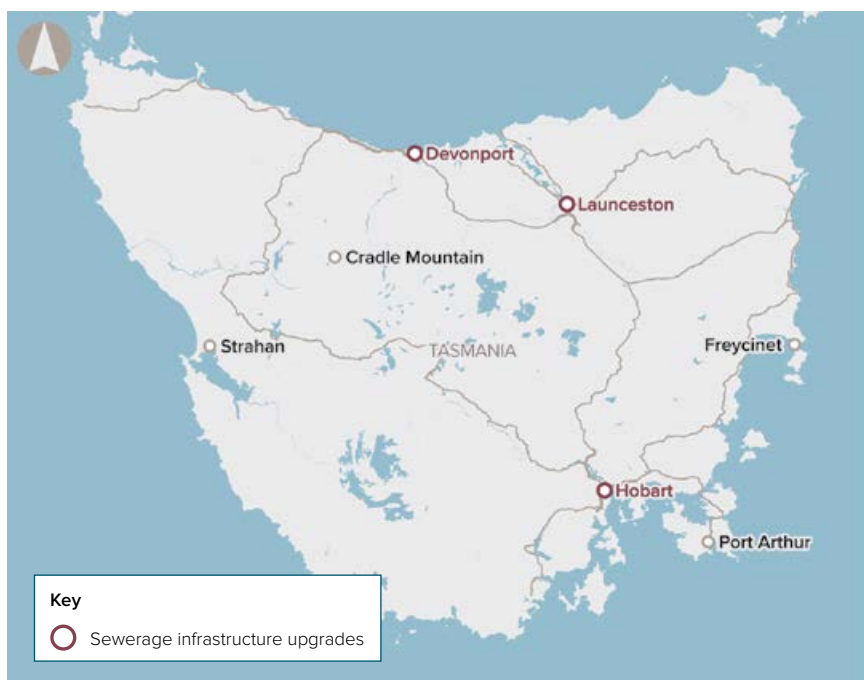 Devonport
Launceston
Cradle Mountain
Strahan
TASMANIA
Freycinet
Hobart
Port Arthur
Key
Sewerage infrastructure upgrades